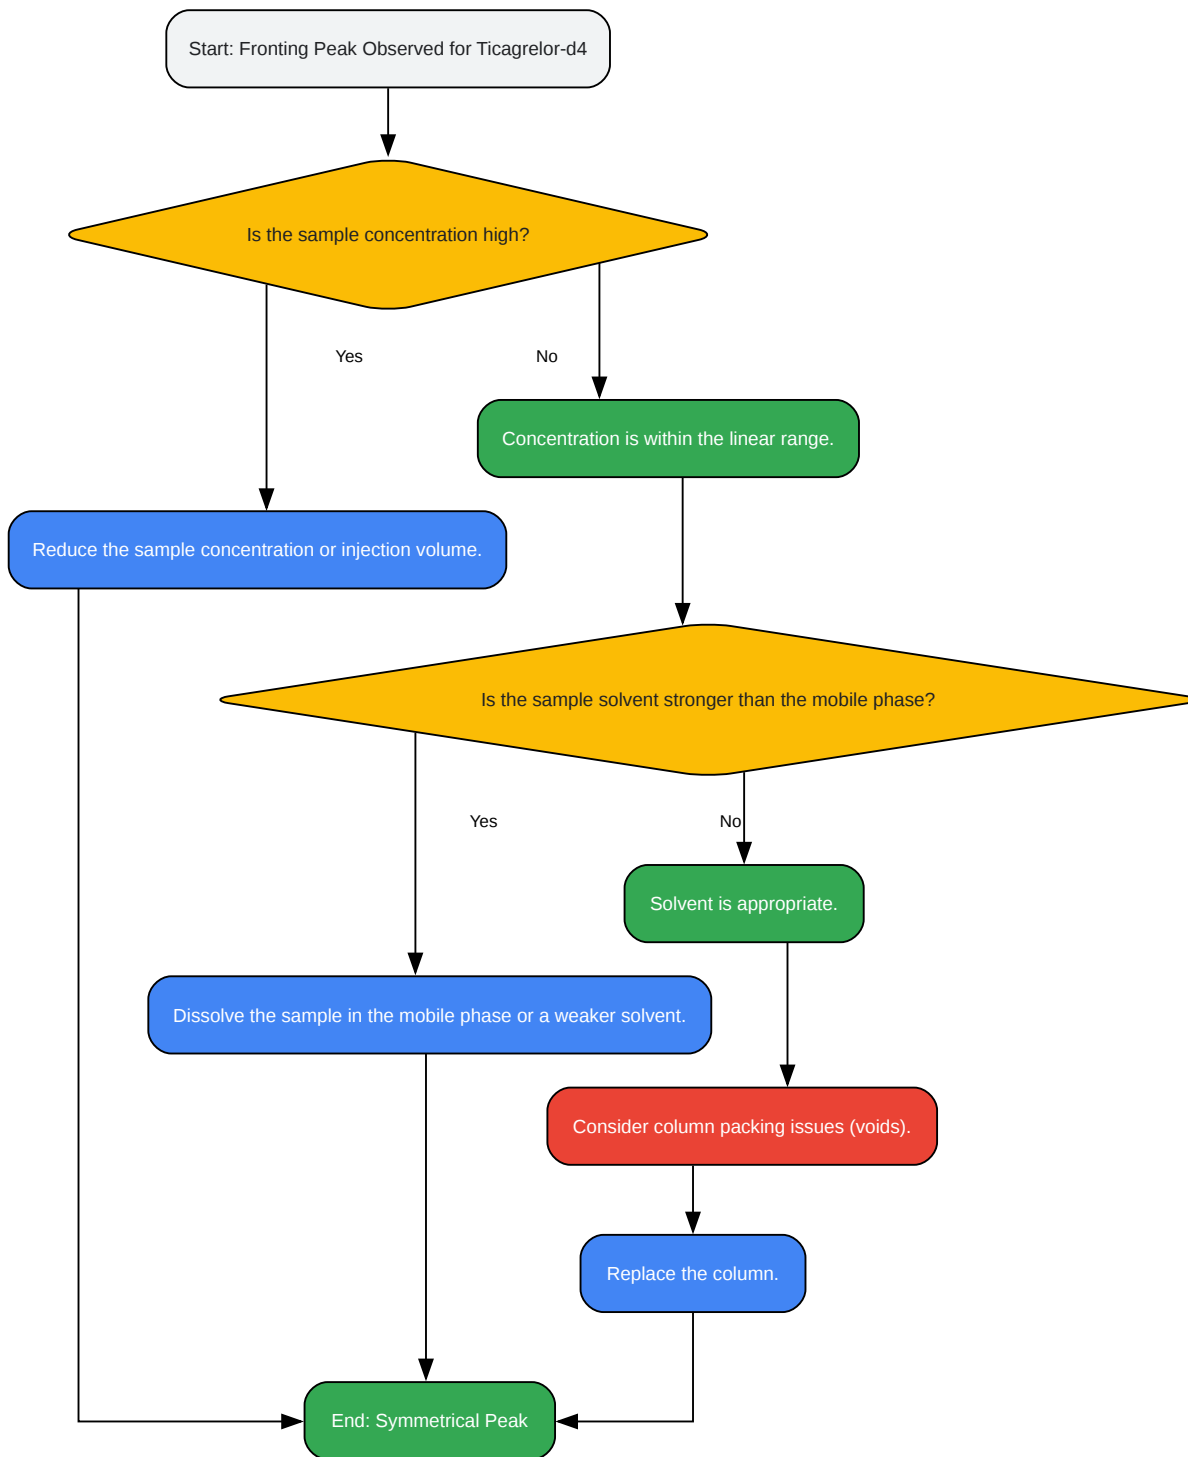 Start: Fronting Peak Observed for Ticagrelor-d4
Is the sample concentration high?
Yes
No
Concentration is within the linear range.
Reduce the sample concentration or injection volume.
Is the sample solvent stronger than the mobile phase?
Yes
No
Solvent is appropriate.
Dissolve the sample in the mobile phase or a weaker solvent.
Consider column packing issues (voids).
Replace the column.
End: Symmetrical Peak